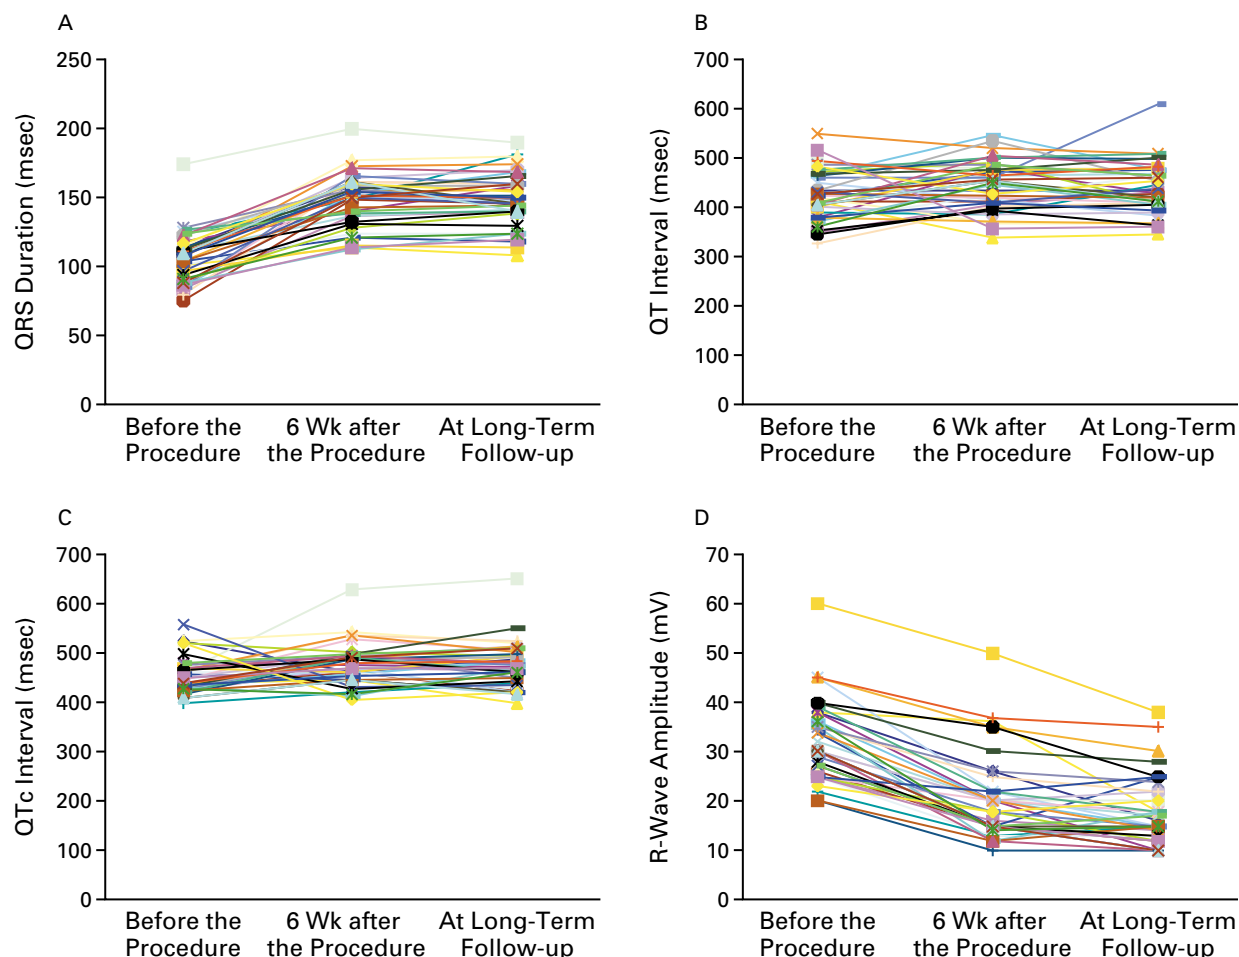 A
QRS Duration (msec)
250
200
150
100
50
0
Before the
Procedure
6 Wk after
the Procedure
At Long-Term
Follow-up
B
QT Interval (msec)
700
600
500
400
300
200
100
0
Before the
Procedure
6 Wk after
the Procedure
At Long-Term
Follow-up
C
QTc Interval (msec)
700
600
500
400
300
200
100
0
Before the
Procedure
6 Wk after
the Procedure
At Long-Term
Follow-up
D
R-Wave Amplitude (mV)
70
60
50
40
30
20
10
0
Before the
Procedure
6 Wk after
the Procedure
At Long-Term
Follow-up